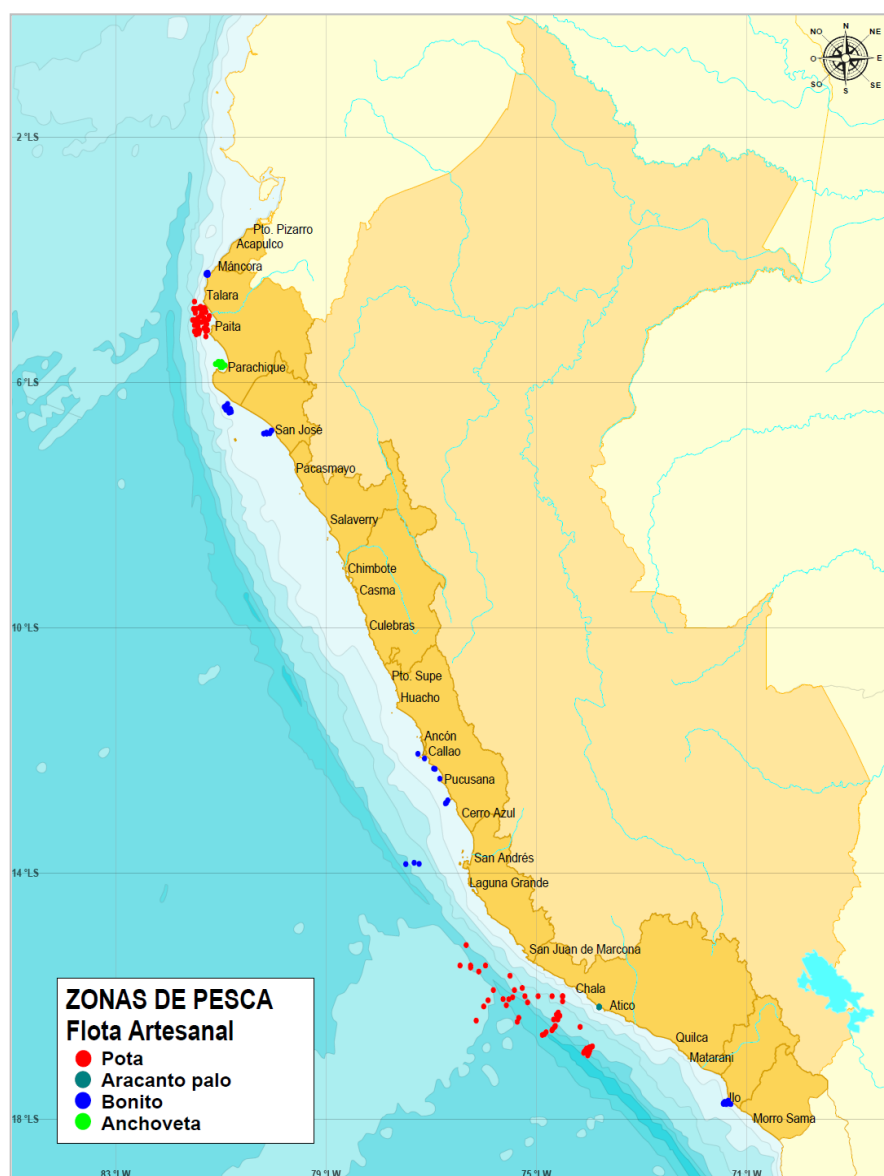 N
NO
NE
O
E
SO
SE
S
2 °LS
Pto. Pizarro
Acapulco
Máncora
Talara
Paita
Parachique
6 °LS
San José
Pacasmayo
Salaverry
Chimbote
Casma
10 °LS
Culebras
Pto. Supe
Huacho
Ancón
Callao
Pucusana
Cerro Azul
San Andrés
14 °LS
Laguna Grande
San Juan de Marcona
Chala
Atico
Quilca
Matarani
Ilo
Morro Sama
18 °LS
ZONAS DE PESCA
Flota Artesanal
Pota
Aracanto palo
Bonito
Anchoveta
83 °LW
79 °LW
75 °LW
71 °LW